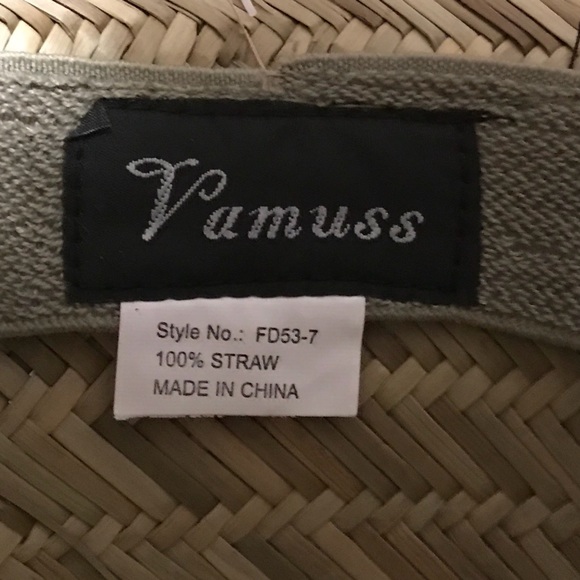 Vamuss
Style No.: FD53-7
100% STRAW
MADE IN CHINA